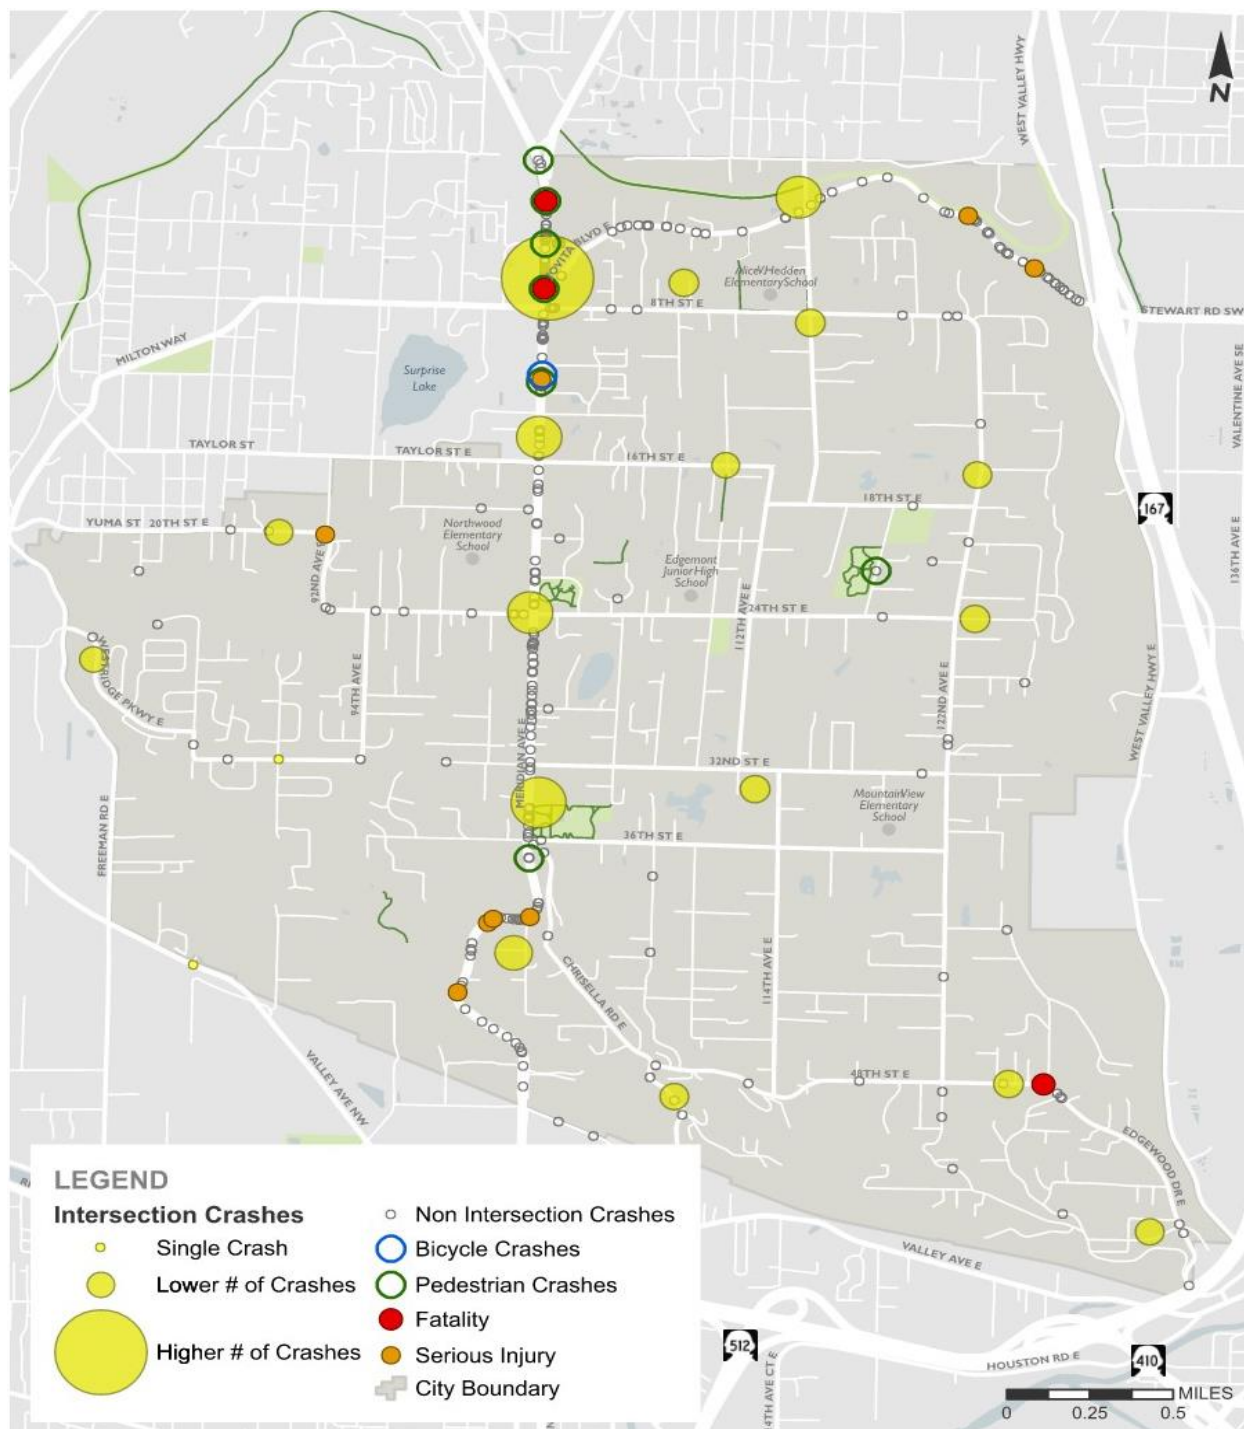 WEST VALLEY HWY
WEST VALLEY HWY
N
JOVITA BLVD E
Alice V. Hedden
Elementary School
8TH ST E
STEWART RD SW
MILTON WAY
Surprise
Lake
VALENTINE AVE SE
TAYLOR ST
TAYLOR ST E
16TH ST E
18TH ST E
167
YUMA ST
20TH ST E
Northwood
Elementary
School
Edgemont
Junior High
School
136TH AVE E
92ND AVE E
24TH ST E
112TH AVE E
WESTRIDGE PKWY E
94TH AVE E
122ND AVE E
WEST VALLEY HWY E
MERIDIAN AVE E
32ND ST E
Mountain View
Elementary
School
FREEMAN RD E
36TH ST E
CHRISELLA RD E
114TH AVE E
VALLEY AVE NW
48TH ST E
EDGEWOOD DR E
VALLEY AVE E
LEGEND
Intersection Crashes
Single Crash
Lower # of Crashes
Higher # of Crashes
Non Intersection Crashes
Bicycle Crashes
Pedestrian Crashes
Fatality
Serious Injury
City Boundary
512
HOUSTON RD E
410
MILES
0 0.25 0.5